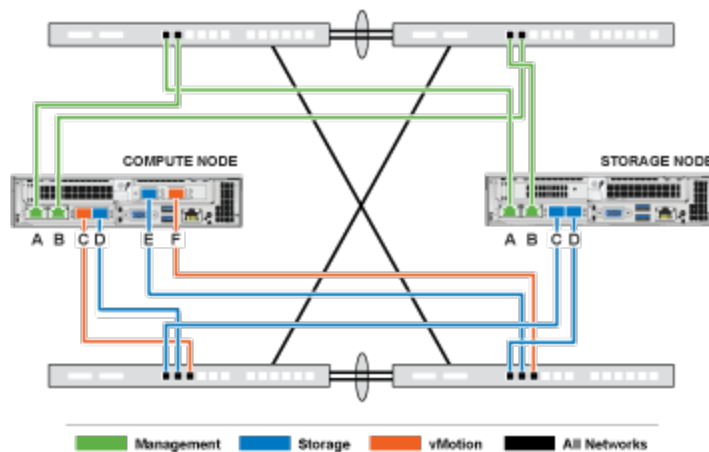 COMPUTE NODE
STORAGE NODE
A B C D E F
A B C D
Management Storage vMotion All Networks